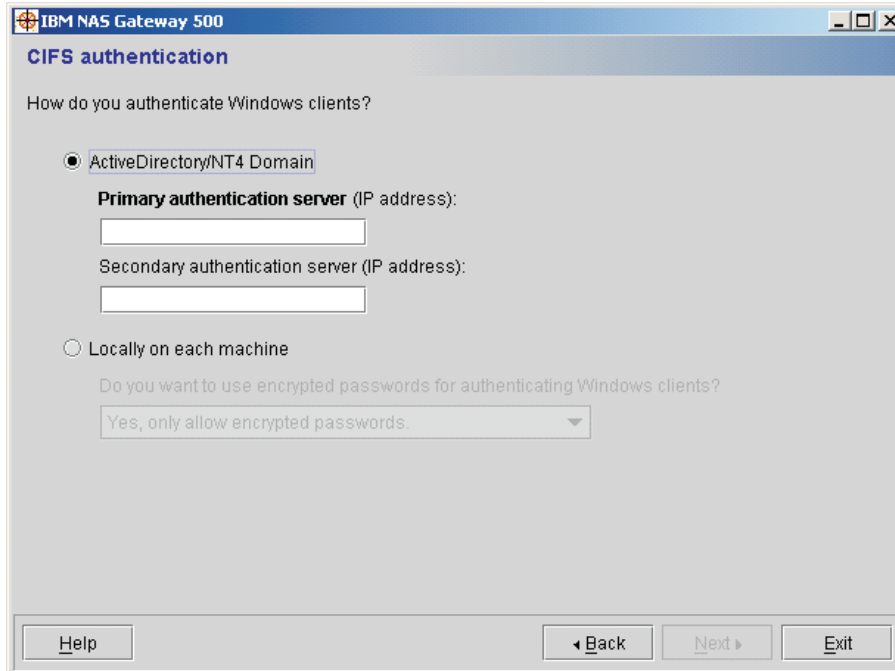 IBM NAS Gateway 500
CIFS authentication
How do you authenticate Windows clients?
ActiveDirectory/NT4 Domain
Primary authentication server (IP address):
Secondary authentication server (IP address):
Locally on each machine
Do you want to use encrypted passwords for authenticating Windows clients?
Yes, only allow encrypted passwords.
Help
Back
Next
Exit